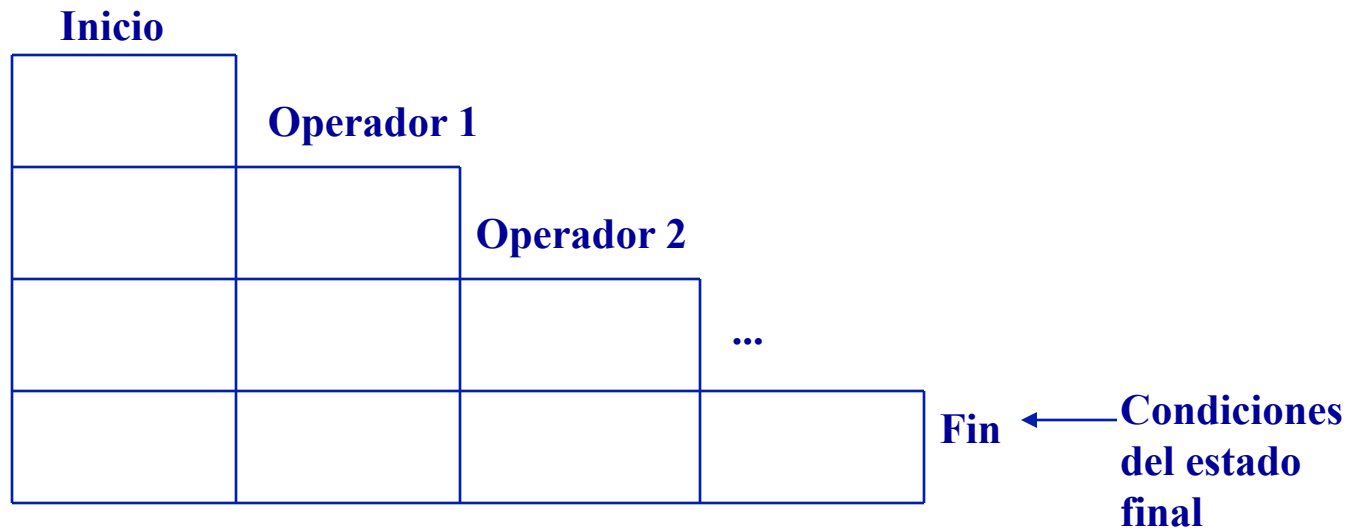 Inicio
Operador 1
Operador 2
...
Fin
Condiciones
del estado
final